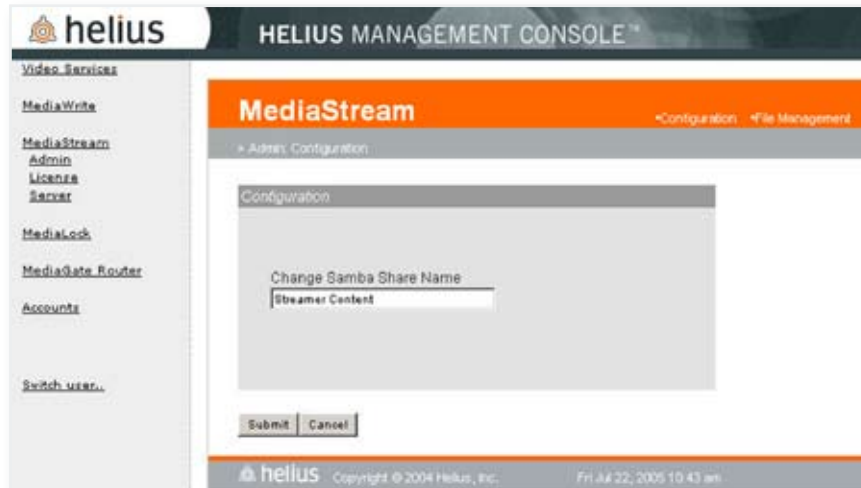 helius
HELIUS MANAGEMENT CONSOLE™
Video Services
MediaWrite
MediaStream
Admin
License
Server
MediaLock
MediaGate Router
Accounts
Switch user..
MediaStream
•Configuration •File Management
» Admin: Configuration
Configuration
Change Samba Share Name
Streamer Content
Submit Cancel
helius Copyright © 2004 Helius, Inc. Fri Jul 22, 2005 10:43 am